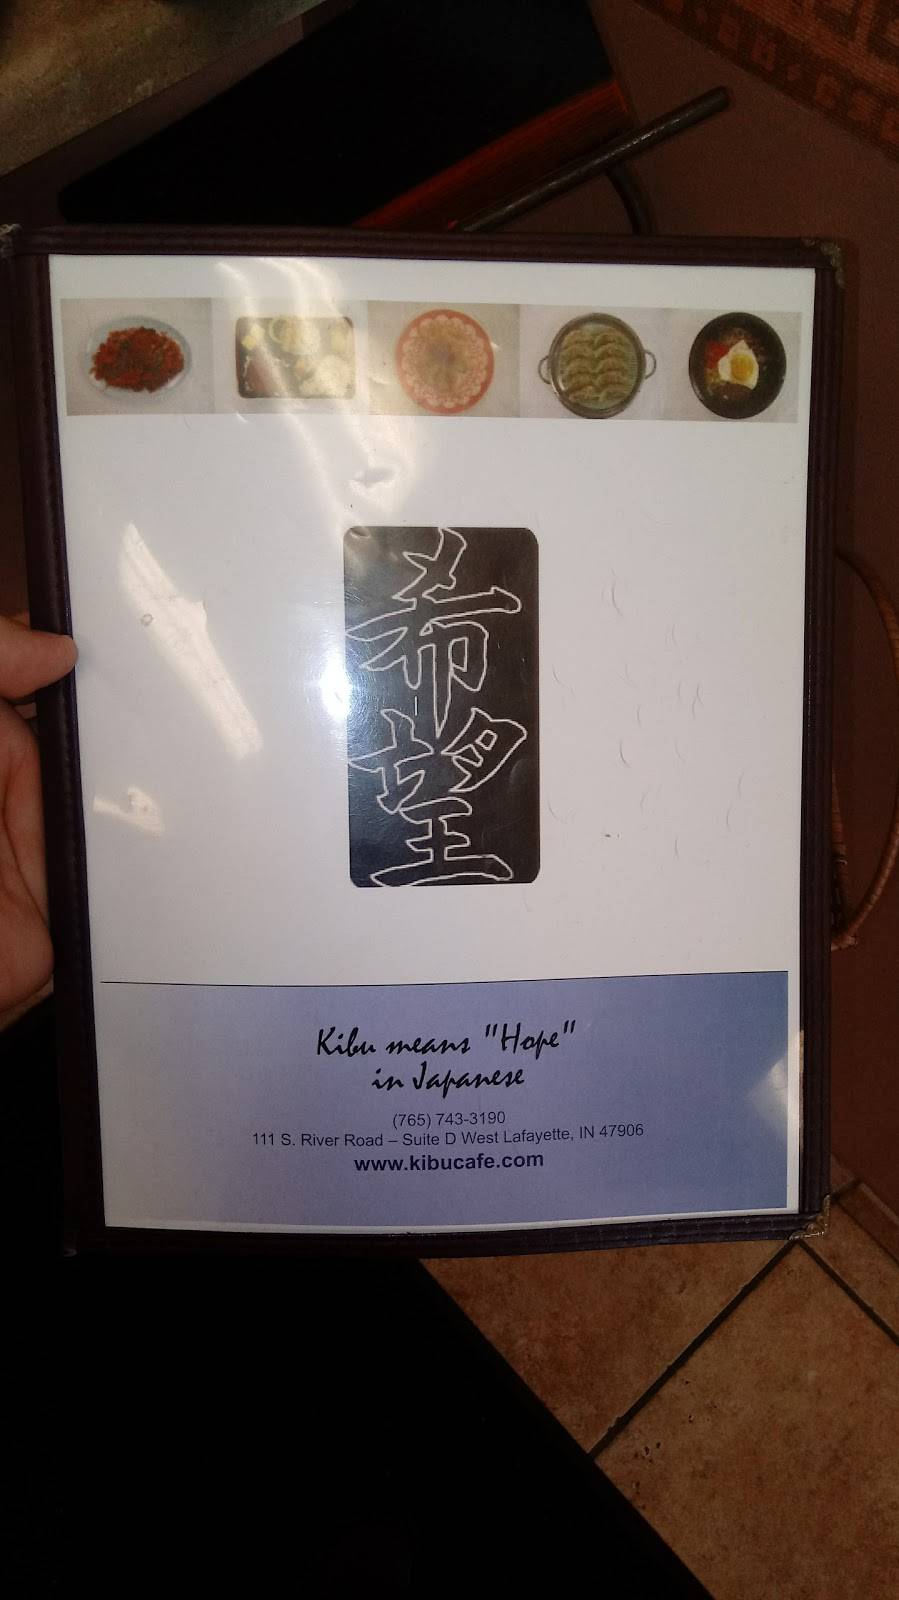 希望
Kibu means "Hope"
in Japanese
(765) 743-3190
111 S. River Road – Suite D West Lafayette, IN 47906
www.kibucafe.com